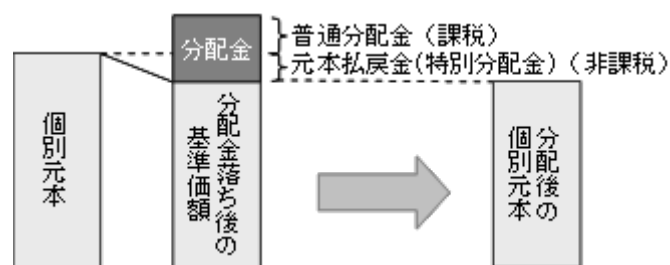 分配金
普通分配金（課税）
元本払戻金(特別分配金)（非課税）
個別元本
分配金落ち後の
基準価額
分配後の
個別元本